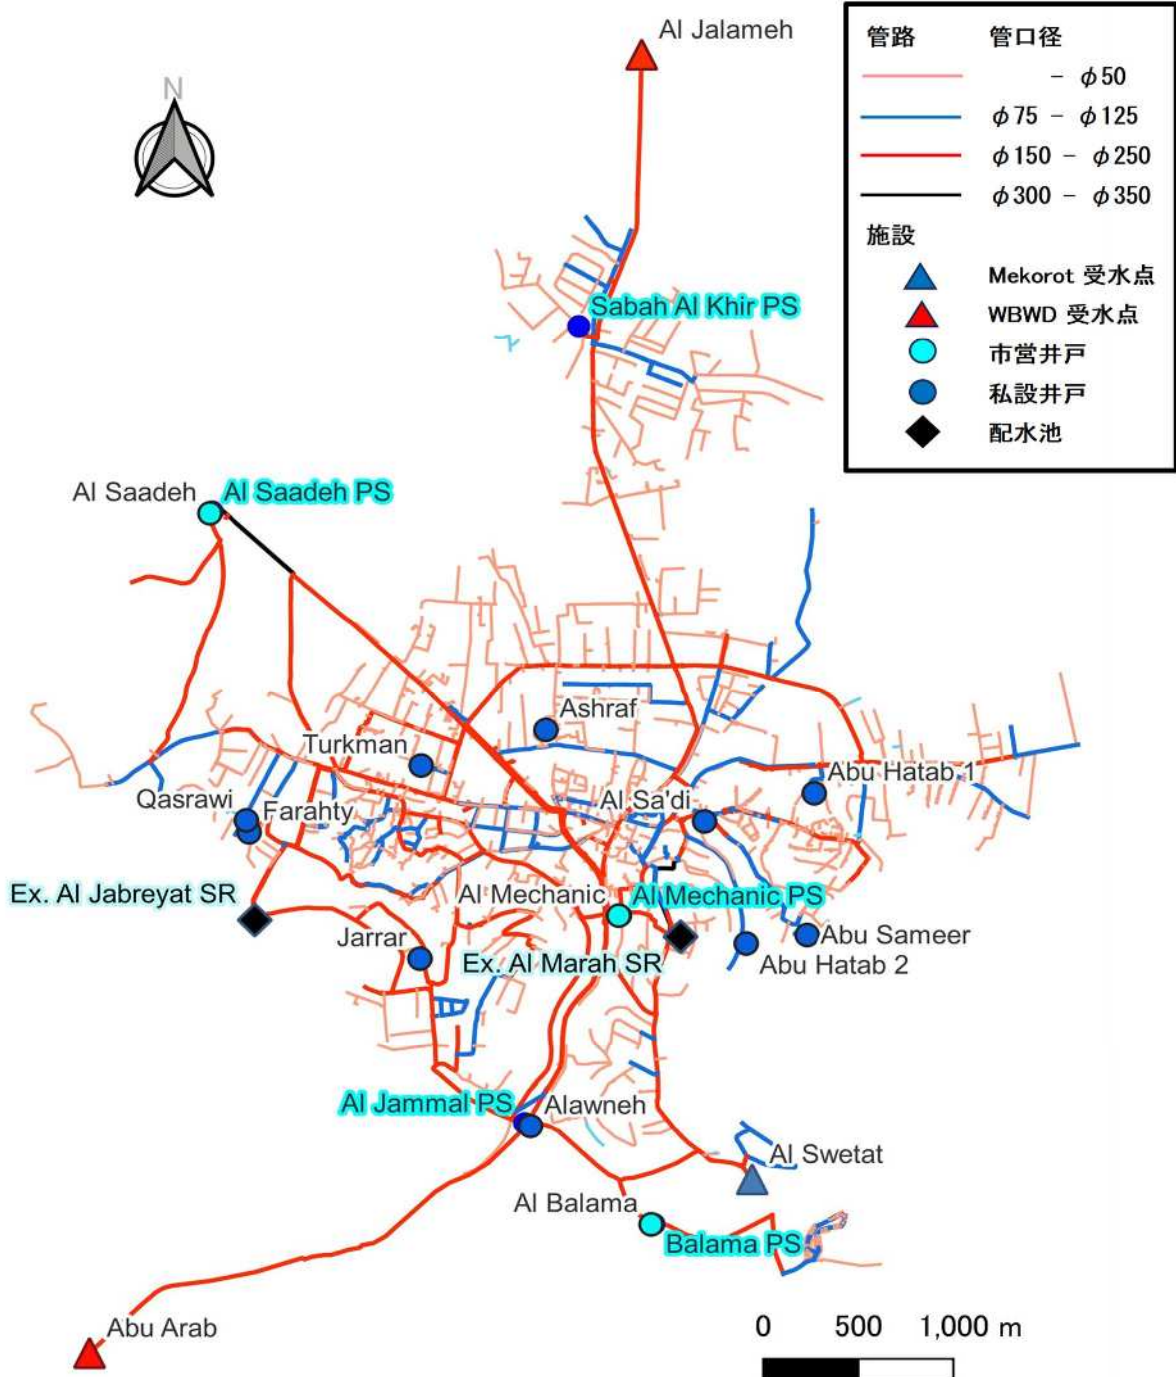 Al Jalameh
管路 管口径
－ φ50
φ75 － φ125
φ150 － φ250
φ300 － φ350
施設
Mekorot 受水点
WBWD 受水点
市営井戸
私設井戸
配水池
N
Sabah Al Khir PS
Al Saadeh Al Saadeh PS
Ashraf
Turkman
Abu Hatab 1
Qasrawi
Farahty
Al Sa'di
Ex. Al Jabreyat SR
Al Mechanic Al Mechanic PS
Jarrar
Abu Sameer
Ex. Al Marah SR
Abu Hatab 2
Al Jammal PS
Alawneh
Al Swetat
Al Balama
Balama PS
Abu Arab
0 500 1,000 m